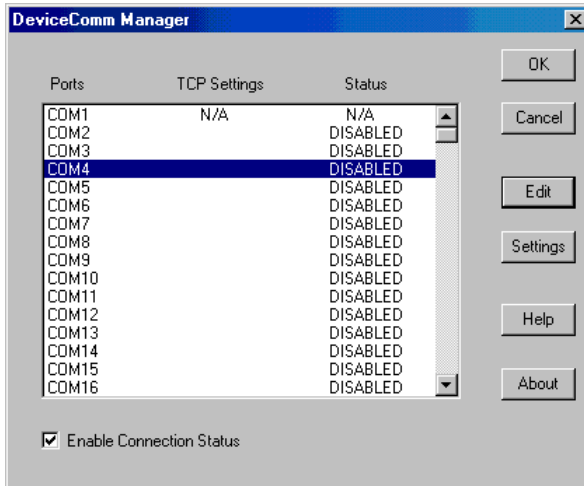 DeviceComm Manager
Ports TCP Settings Status
COM1 N/A N/A
COM2 DISABLED
COM3 DISABLED
COM4 DISABLED
COM5 DISABLED
COM6 DISABLED
COM7 DISABLED
COM8 DISABLED
COM9 DISABLED
COM10 DISABLED
COM11 DISABLED
COM12 DISABLED
COM13 DISABLED
COM14 DISABLED
COM15 DISABLED
COM16 DISABLED
Enable Connection Status
OK
Cancel
Edit
Settings
Help
About